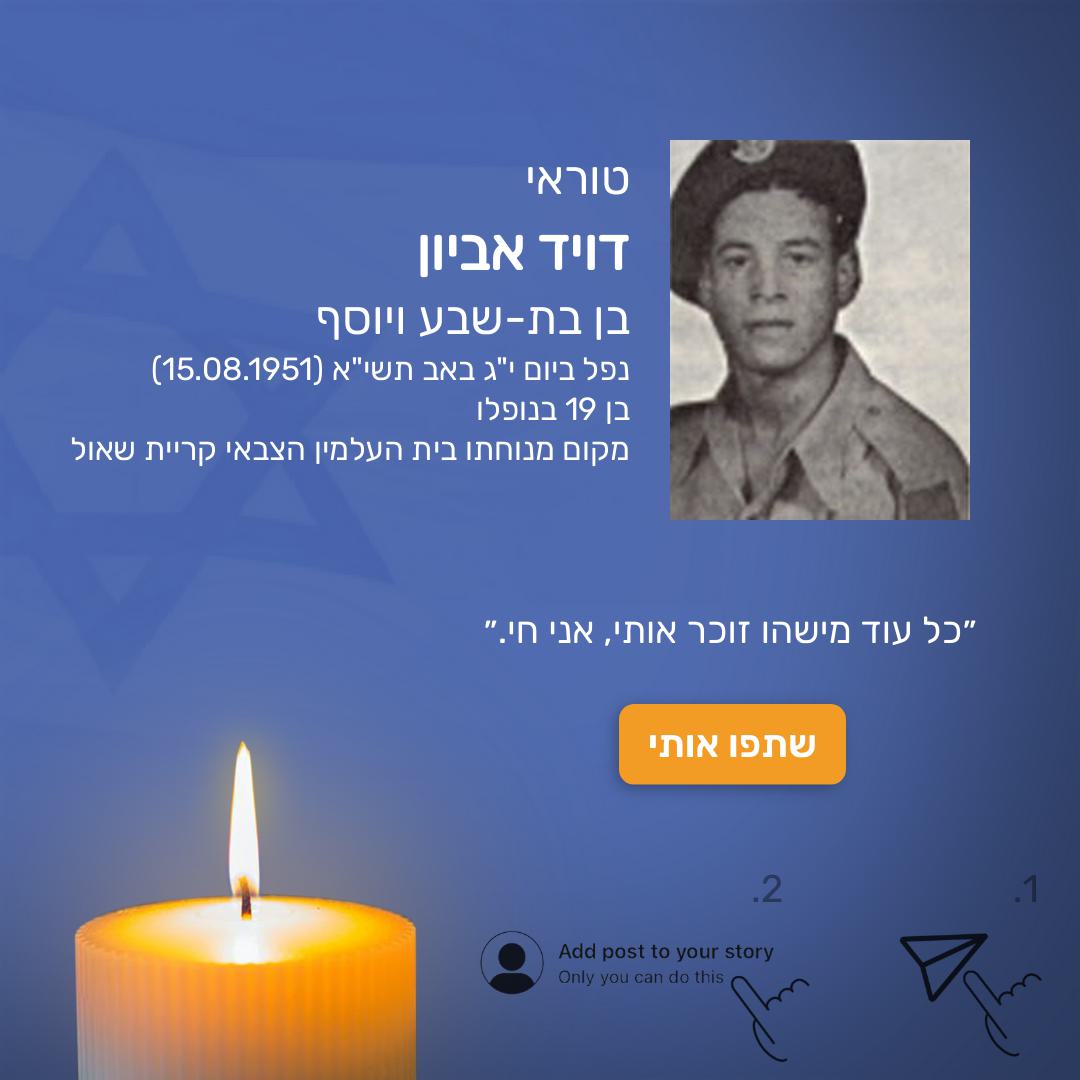 טוראי
דויד אביון
בן בת-שבע ויוסף
נפל ביום י"ג באב תשי"א (15.08.1951)
בן 19 בנופלו
מקום מנוחתו בית העלמין הצבאי קריית שאול
״כל עוד מישהו זוכר אותי, אני חי.״
שתפו אותי
1.
2.
Add post to your story
Only you can do this